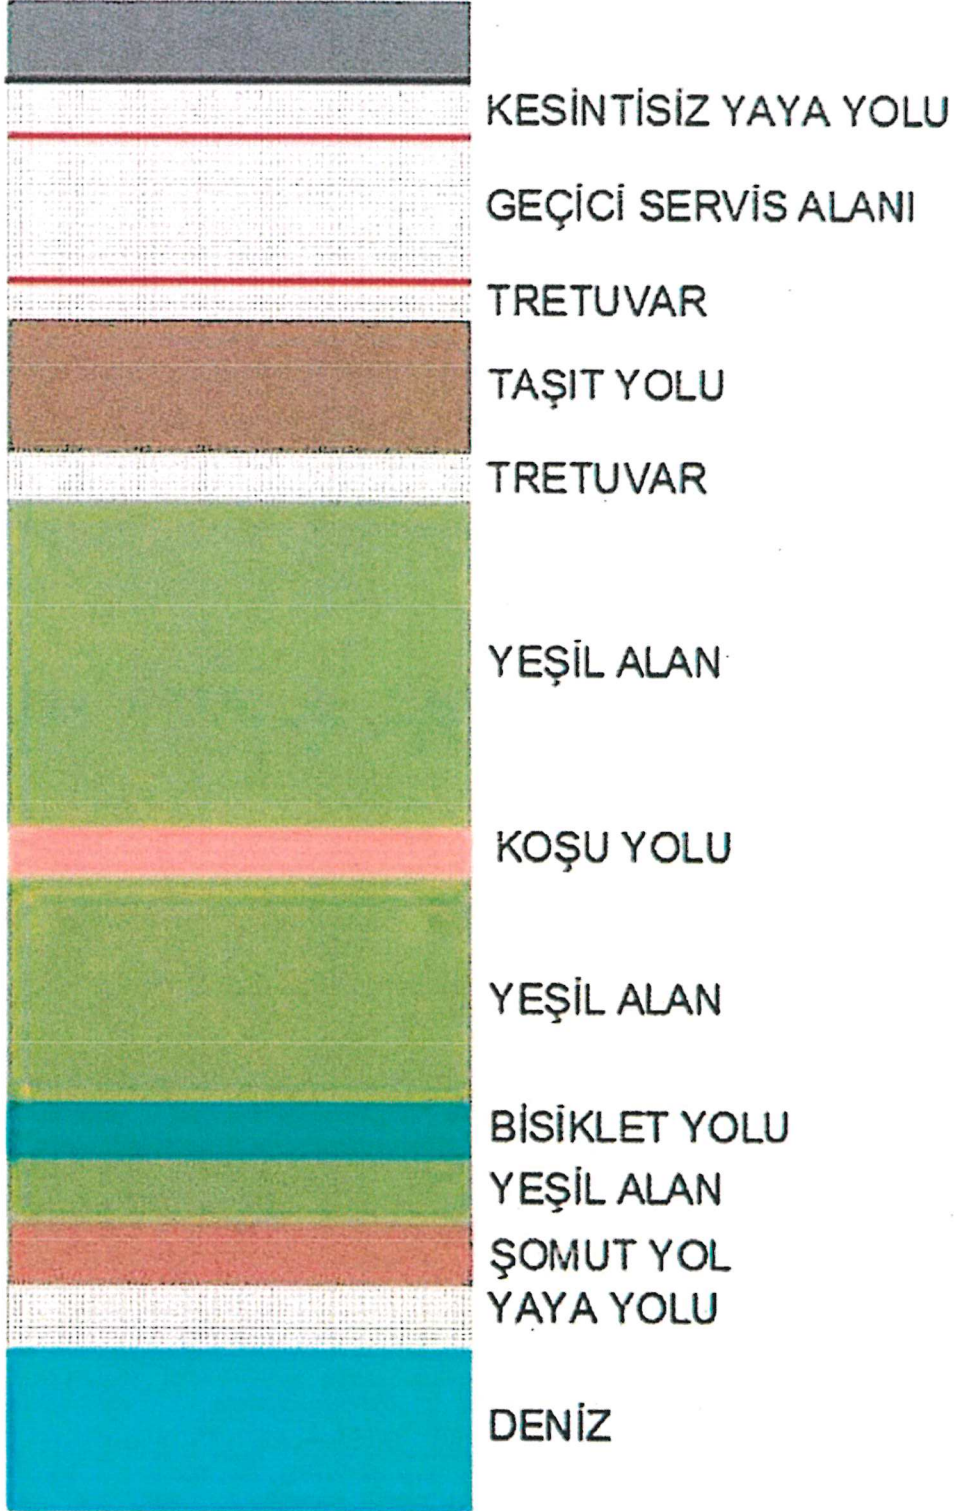 KESİNTİSİZ YAYA YOLU
GEÇİCİ SERVİS ALANI
TRETUVAR
TAŞIT YOLU
TRETUVAR
YEŞİL ALAN
KOŞU YOLU
YEŞİL ALAN
BİSİKLET YOLU
YEŞİL ALAN
ŞOMUT YOL
YAYA YOLU
DENİZ